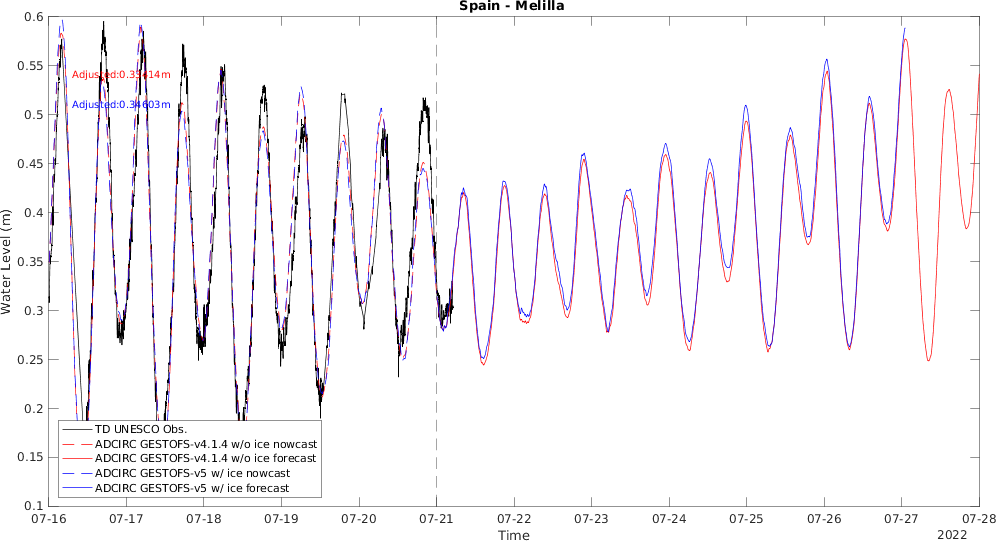 Spain - Melilla
Water Level (m)
0.6
0.55
0.5
0.45
0.4
0.35
0.3
0.25
0.2
0.15
0.1
Adjusted:0.34603m
TD UNESCO Obs.
ADCIRC GESTOFS-v4.1.4 w/o ice nowcast
ADCIRC GESTOFS-v4.1.4 w/o ice forecast
ADCIRC GESTOFS-v5 w/ ice nowcast
ADCIRC GESTOFS-v5 w/ ice forecast
07-16 07-17 07-18 07-19 07-20 07-21 07-22 07-23 07-24 07-25 07-26 07-27 07-28
Time
2022